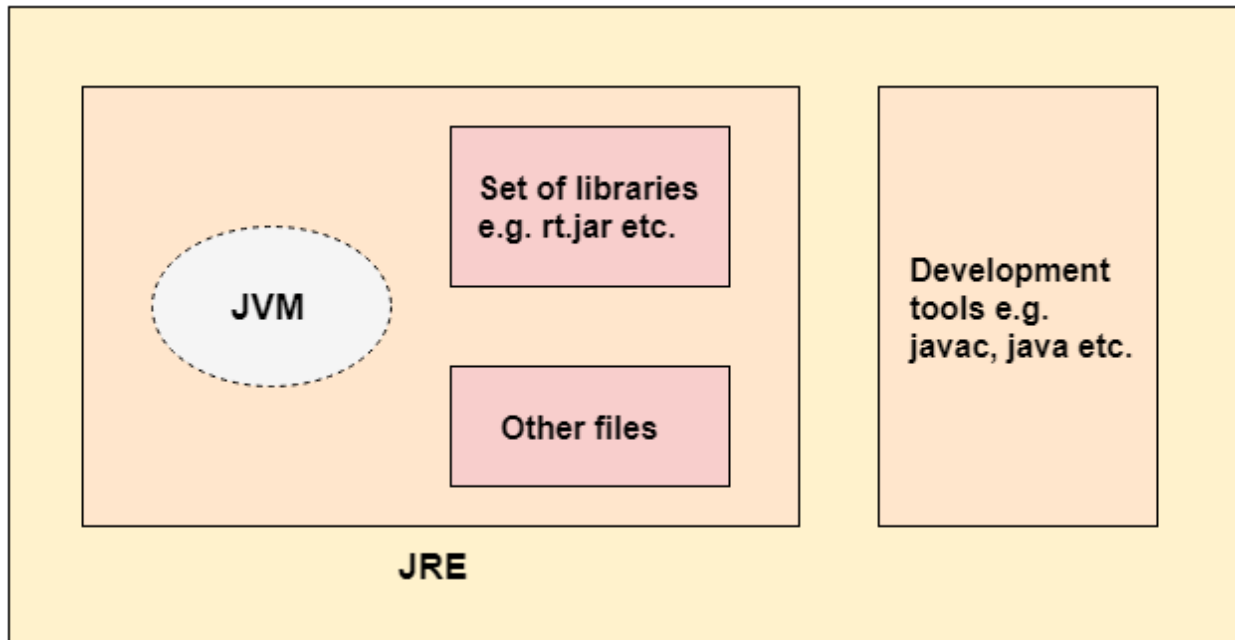 Set of libraries
e.g. rt.jar etc.
JVM
Other files
Development
tools e.g.
javac, java etc.
JRE